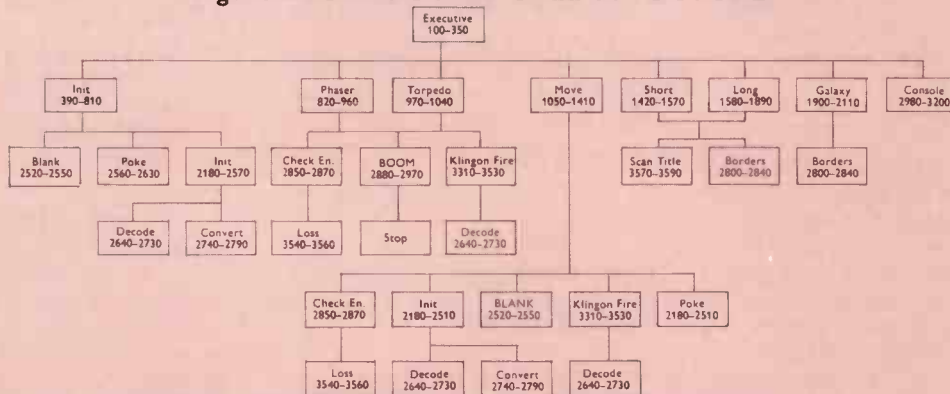 Executive
100–350
Init
390–810
Phaser
820–960
Torpedo
970–1040
Move
1050–1410
Short
1420–1570
Long
1580–1890
Galaxy
1900–2110
Console
2980–3200
Blank
2520–2550
Poke
2560–2630
Init
2180–2570
Check En.
2850–2870
BOOM
2880–2970
Klingon Fire
3310–3530
Scan Title
3570–3590
Borders
2800–2840
Borders
2800–2840
Decode
2640–2730
Convert
2740–2790
Loss
3540–3560
Stop
Decode
2640–2730
Check En.
2850–2870
Init
2180–2510
BLANK
2520–2550
Klingon Fire
3310–3530
Poke
2180–2510
Loss
3540–3560
Decode
2640–2730
Convert
2740–2790
Decode
2640–2730